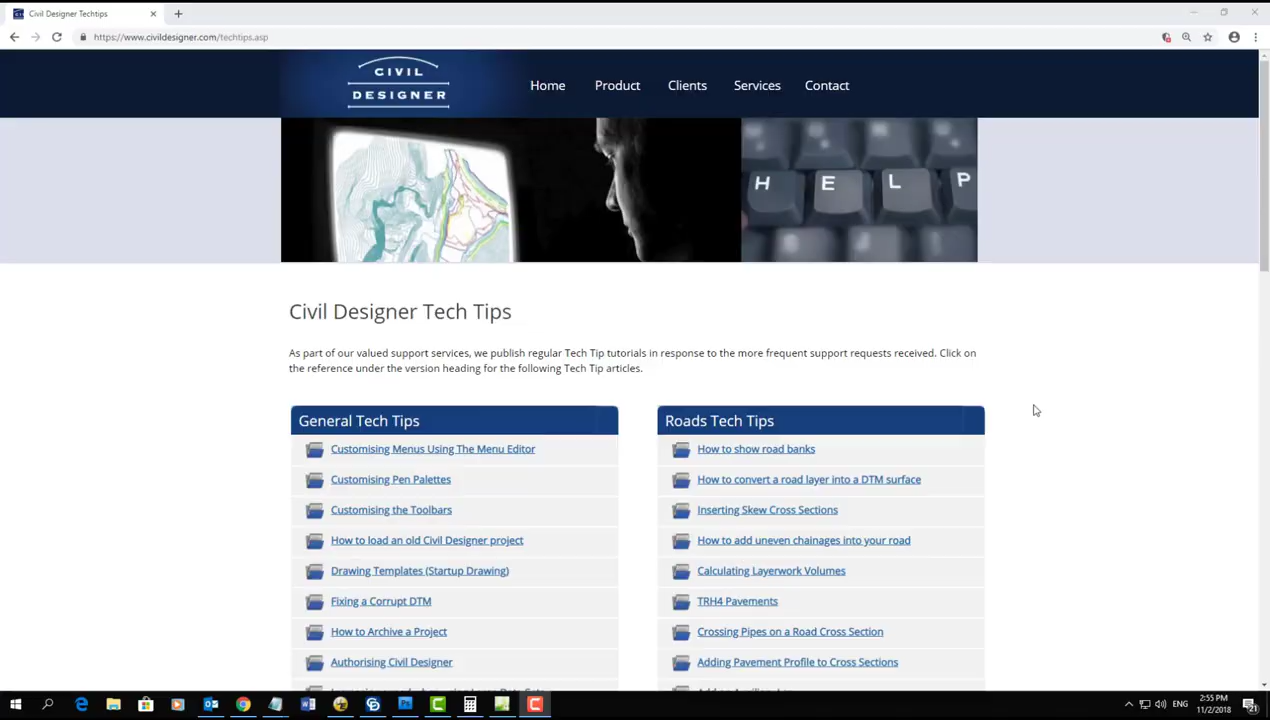 Civil Designer Techtips
https://www.civildesigner.com/techtips.asp
CIVIL
DESIGNER
Home
Product
Clients
Services
Contact
H E L P
Civil Designer Tech Tips
As part of our valued support services, we publish regular Tech Tip tutorials in response to the more frequent support requests received. Click on
the reference under the version heading for the following Tech Tip articles.
General Tech Tips
Customising Menus Using The Menu Editor
Customising Pen Palettes
Customising the Toolbars
How to load an old Civil Designer project
Drawing Templates (Startup Drawing)
Fixing a Corrupt DTM
How to Archive a Project
Authorising Civil Designer
Roads Tech Tips
How to show road banks
How to convert a road layer into a DTM surface
Inserting Skew Cross Sections
How to add uneven chainages into your road
Calculating Layerwork Volumes
TRH4 Pavements
Crossing Pipes on a Road Cross Section
Adding Pavement Profile to Cross Sections
ENG
2:55 PM
11/2/2018
21